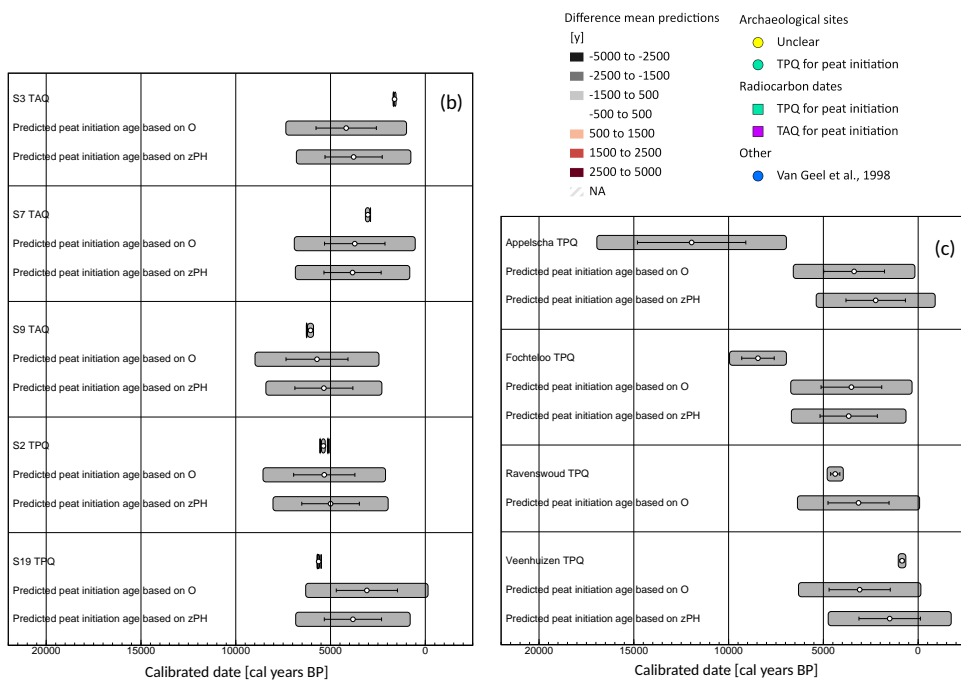 Difference mean predictions
[y]
-5000 to -2500
-2500 to -1500
-1500 to 500
-500 to 500
500 to 1500
1500 to 2500
2500 to 5000
NA
Archaeological sites
Unclear
TPQ for peat initiation
Radiocarbon dates
TPQ for peat initiation
TAQ for peat initiation
Other
Van Geel et al., 1998
(b)
S3 TAQ
Predicted peat initiation age based on O
Predicted peat initiation age based on zPH
S7 TAQ
Predicted peat initiation age based on O
Predicted peat initiation age based on zPH
S9 TAQ
Predicted peat initiation age based on O
Predicted peat initiation age based on zPH
S2 TPQ
Predicted peat initiation age based on O
Predicted peat initiation age based on zPH
S19 TPQ
Predicted peat initiation age based on O
Predicted peat initiation age based on zPH
20000 15000 10000 5000 0
Calibrated date [cal years BP]
(c)
Appelscha TPQ
Predicted peat initiation age based on O
Predicted peat initiation age based on zPH
Fochteloo TPQ
Predicted peat initiation age based on O
Predicted peat initiation age based on zPH
Ravenswoud TPQ
Predicted peat initiation age based on O
Veenhuizen TPQ
Predicted peat initiation age based on O
Predicted peat initiation age based on zPH
20000 15000 10000 5000 0
Calibrated date [cal years BP]